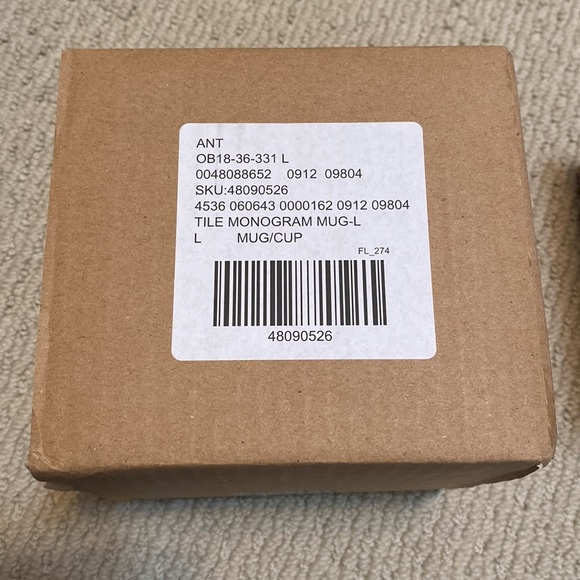 ANT
OB18-36-331 L
0048088652 0912 09804
SKU:48090526
4536 060643 0000162 0912 09804
TILE MONOGRAM MUG-L
L MUG/CUP
FL_274
48090526